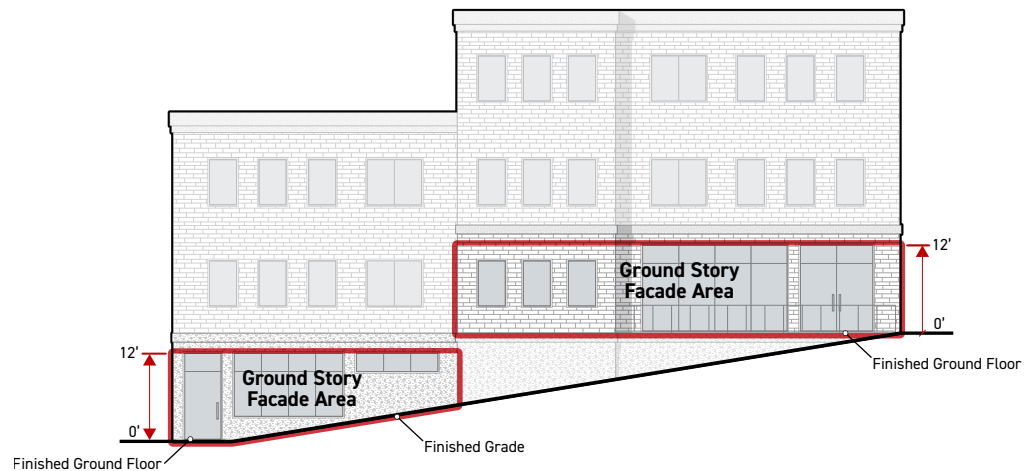 12'
Ground Story
Facade Area
0'
Finished Ground Floor
12'
Ground Story
Facade Area
0'
Finished Grade
Finished Ground Floor